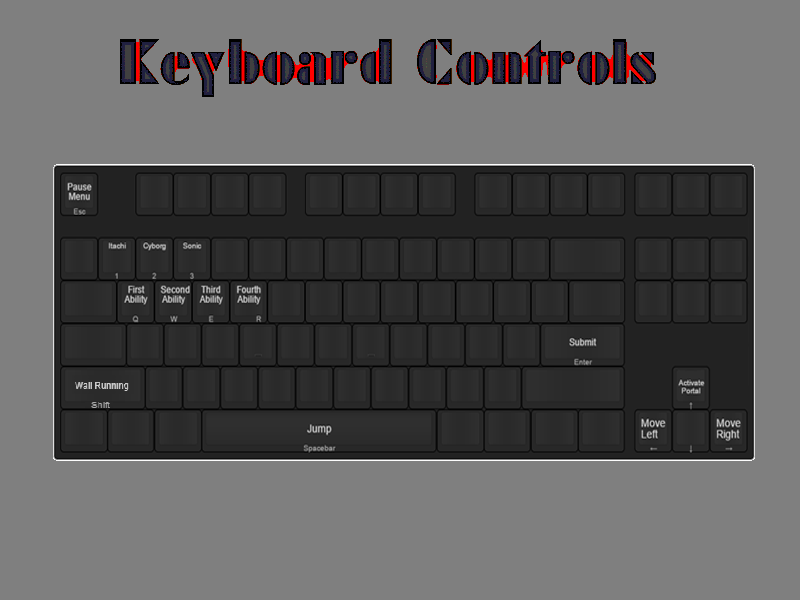 Keyboard Controls
Pause
Menu
Esc
Itachi
1
Cyborg
2
Sonic
3
First
Ability
Q
Second
Ability
W
Third
Ability
E
Fourth
Ability
R
Submit
Enter
Wall Running
Shift
Activate
Portal
↑
Jump
Spacebar
Move
Left
←
↓
Move
Right
→